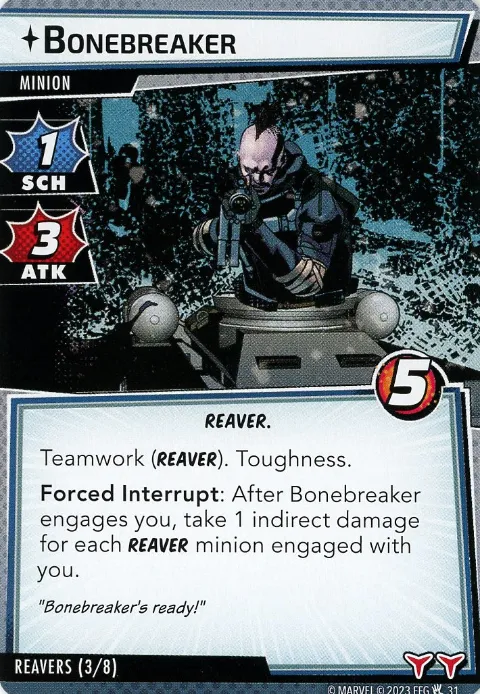 BONEBREAKER
MINION
1
SCH
3
ATK
5
REAVER.
Teamwork (REAVER). Toughness.
Forced Interrupt: After Bonebreaker
engages you, take 1 indirect damage
for each REAVER minion engaged with
you.
"Bonebreaker's ready!"
REAVERS (3/8)
© MARVEL © 2023 FFG 31